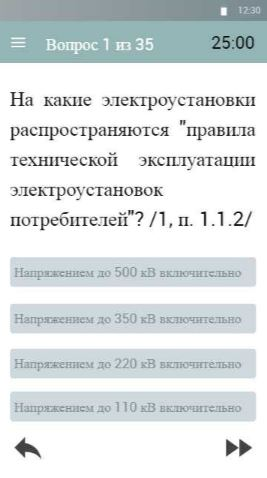 12:30
Вопрос 1 из 35 25:00
На какие электроустановки
распространяются "правила
технической эксплуатации
электроустановок
потребителей"? /1, п. 1.1.2/
Напряжением до 500 кВ включительно
Напряжением до 350 кВ включительно
Напряжением до 220 кВ включительно
Напряжением до 110 кВ включительно